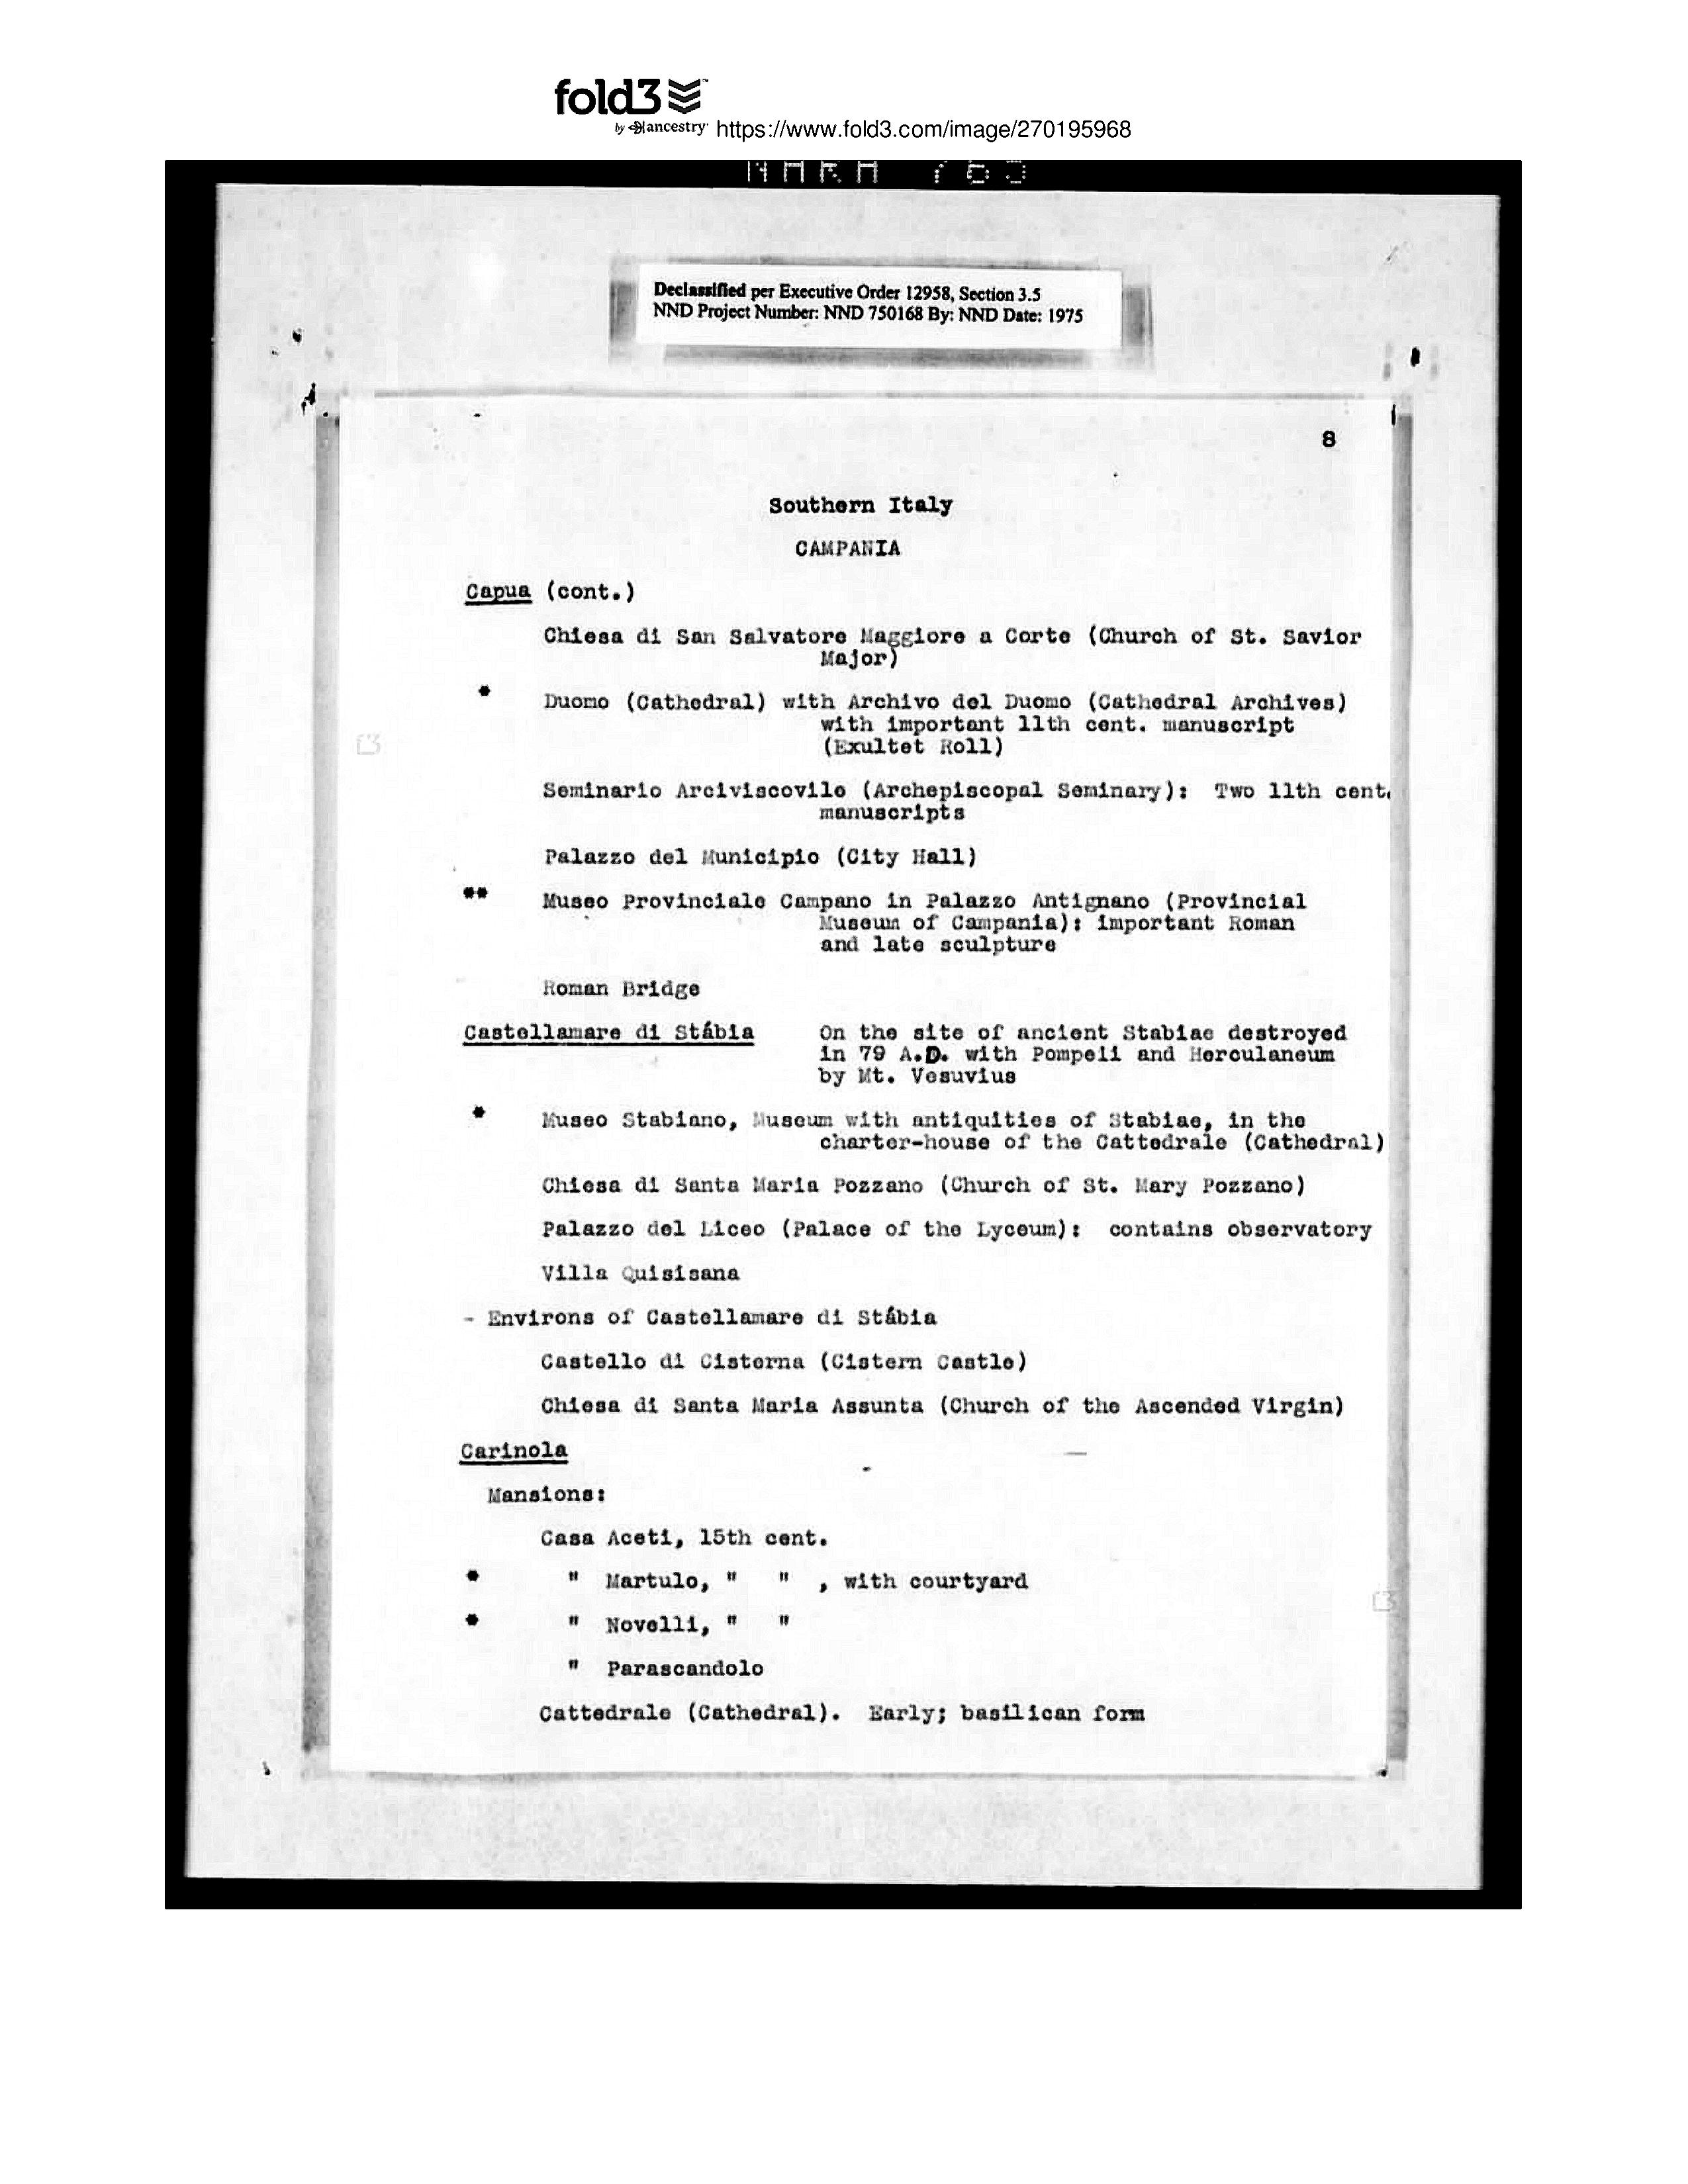 fold3
by ancestry https://www.fold3.com/image/270195968
Declassified per Executive Order 12958, Section 3.5
NND Project Number: NND 750168 By: NND Date: 1975
8
Southern Italy
CAMPANIA
Capua (cont.)
Chiesa di San Salvatore Maggiore a Corte (Church of St. Savior
Major)
* Duomo (Cathedral) with Archivo del Duomo (Cathedral Archives)
with important 11th cent. manuscript
(Exultet Roll)
Seminario Arciviscovile (Archepiscopal Seminary): Two 11th cent.
manuscripts
Palazzo del Municipio (City Hall)
** Museo Provinciale Campano in Palazzo Antignano (Provincial
Museum of Campania): important Roman
and late sculpture
Roman Bridge
Castellamare di Stábia On the site of ancient Stabiae destroyed
in 79 A.D. with Pompeii and Herculaneum
by Mt. Vesuvius
* Museo Stabiano, Museum with antiquities of Stabiae, in the
charter-house of the Cattedrale (Cathedral)
Chiesa di Santa Maria Pozzano (Church of St. Mary Pozzano)
Palazzo del Liceo (Palace of the Lyceum): contains observatory
Villa Quisisana
- Environs of Castellamare di Stábia
Castello di Cisterna (Cistern Castle)
Chiesa di Santa Maria Assunta (Church of the Ascended Virgin)
Carinola
Mansions:
Casa Aceti, 15th cent.
* " Martulo, " " , with courtyard
* " Novelli, " "
" Parascandolo
Cattedrale (Cathedral). Early; basilican form